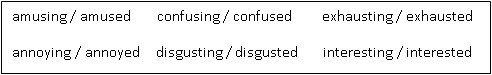 amusing / amused confusing / confused exhausting / exhausted
annoying / annoyed disgusting / disgusted interesting / interested